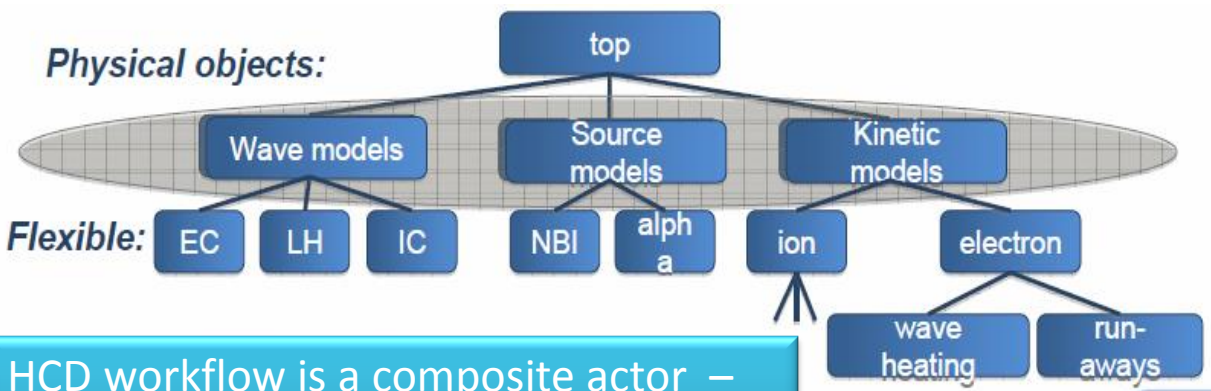 top
Physical objects:
Wave models
Source
models
Kinetic
models
Flexible:
EC
LH
IC
NBI
alph
a
ion
electron
wave
heating
run-
aways
HCD workflow is a composite actor –